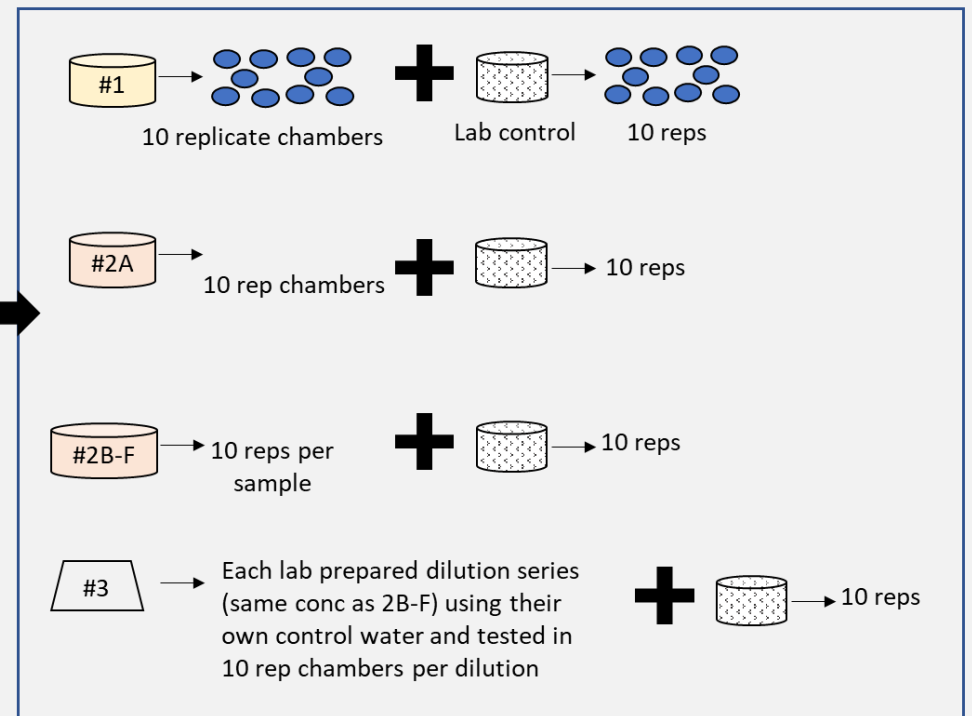 #1
10 replicate chambers
Lab control
10 reps
#2A
10 rep chambers
10 reps
#2B-F
10 reps per
sample
10 reps
#3
Each lab prepared dilution series
(same conc as 2B-F) using their
own control water and tested in
10 rep chambers per dilution
10 reps